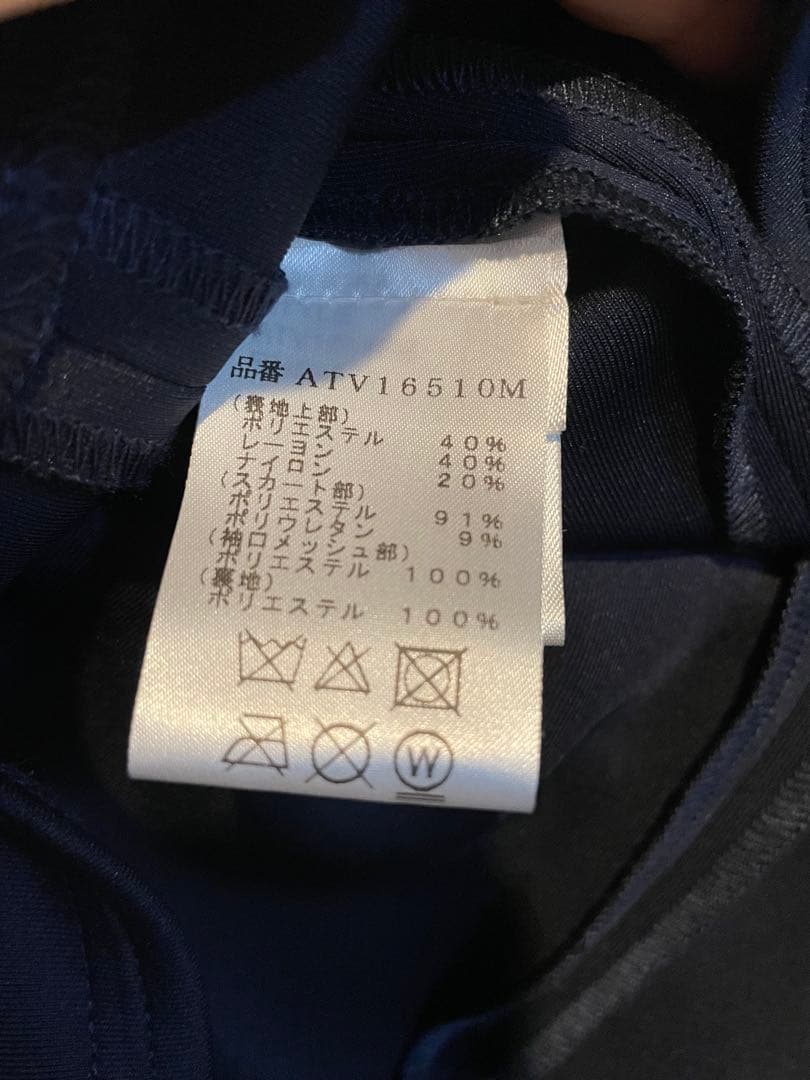 品番 ATV16510M
(表地上部)
ポリエステル 40%
レーヨン 40%
ナイロン 20%
(スカート部)
ポリエステル 91%
ポリウレタン 9%
(袖口メッシュ部)
ポリエステル 100%
(裏地)
ポリエステル 100%
W